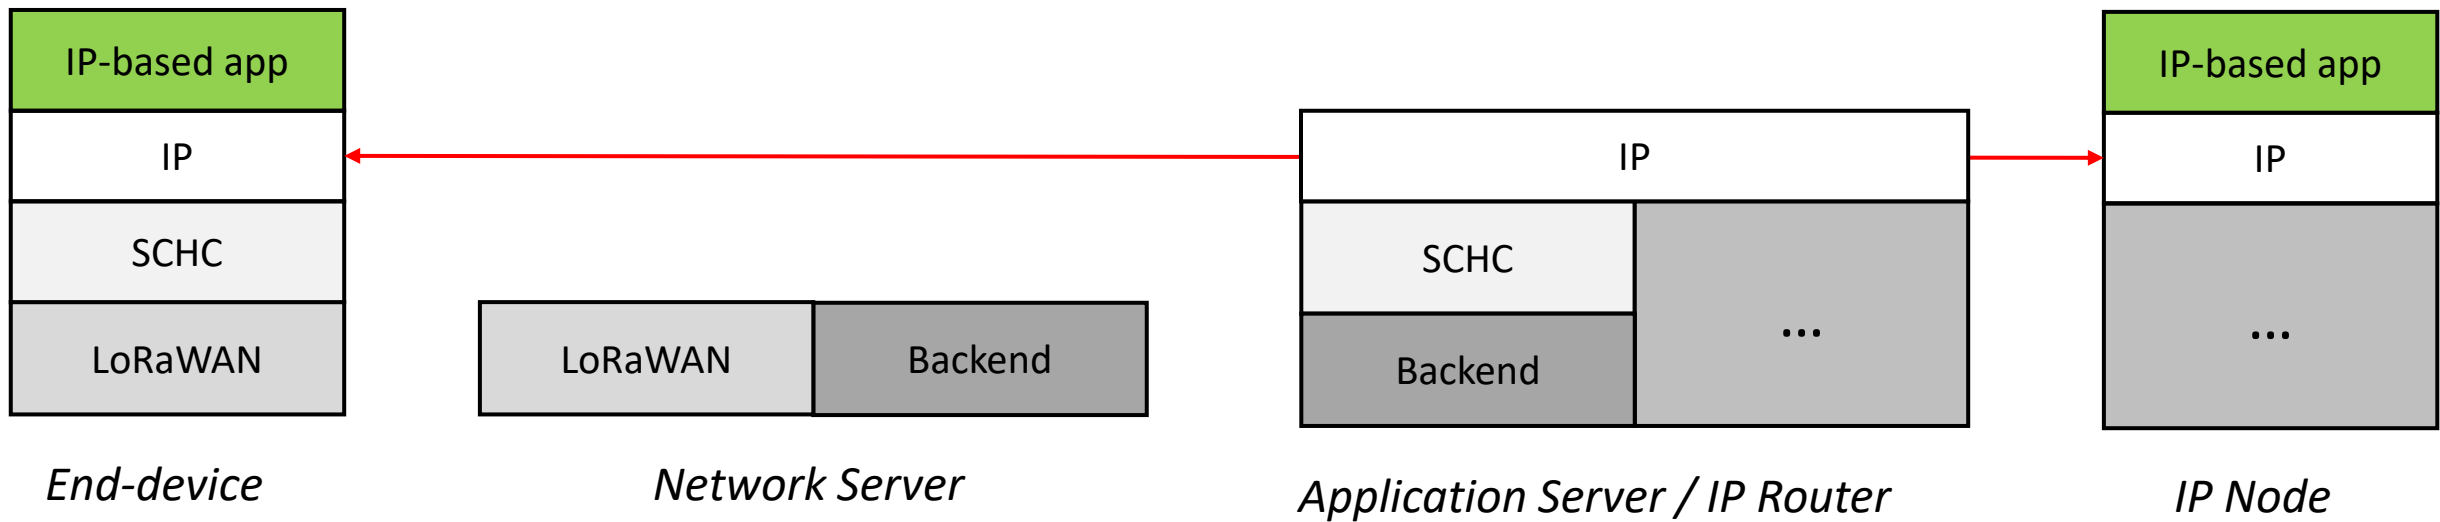 IP-based app
IP
SCHC
LoRaWAN
End-device
LoRaWAN
Backend
Network Server
IP
SCHC
Backend
...
Application Server / IP Router
IP-based app
IP
...
IP Node